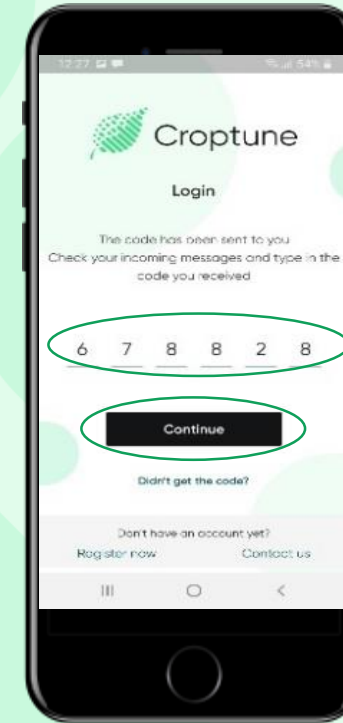 12:27 54%
Croptune
Login
The code has been sent to you
Check your incoming messages and type in the
code you received
6 7 8 8 2 8
Continue
Didn't get the code?
Don't have an account yet?
Register now Contact us